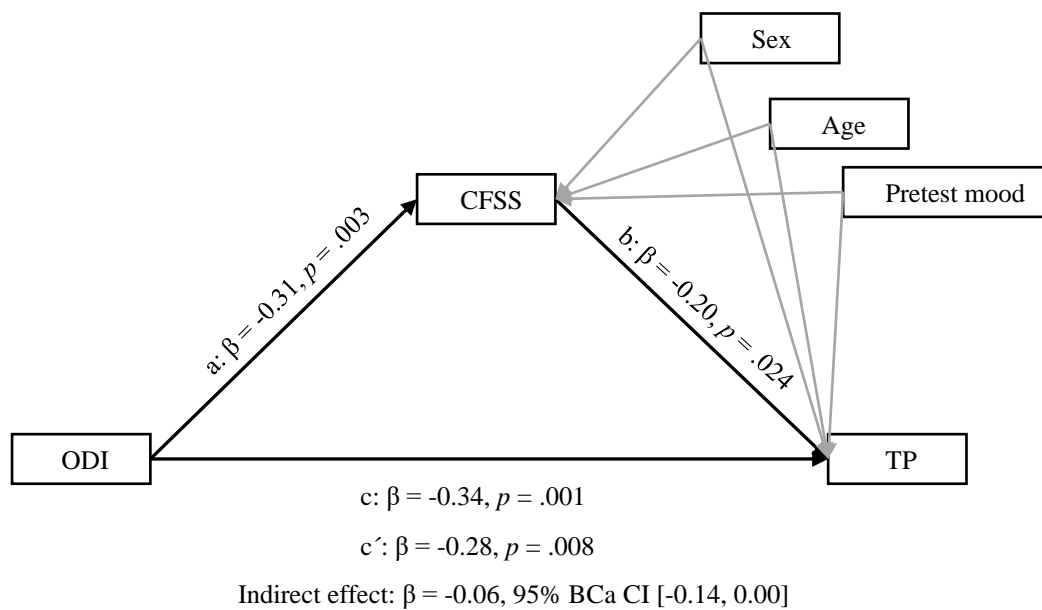 Sex
Age
Pretest mood
CFSS
a: β = -0.31, p = .003
b: β = -0.20, p = .024
ODI
TP
c: β = -0.34, p = .001
c´: β = -0.28, p = .008
Indirect effect: β = -0.06, 95% BCa CI [-0.14, 0.00]